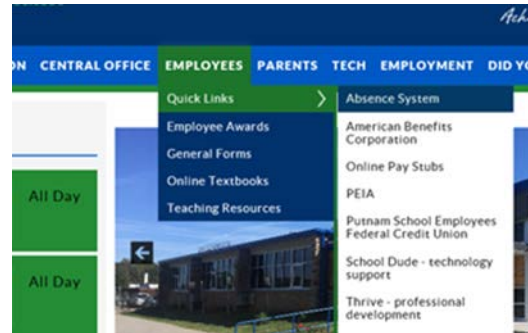 CENTRAL OFFICE EMPLOYEES PARENTS TECH EMPLOYMENT DID
Quick Links
Employee Awards
General Forms
Online Textbooks
Teaching Resources
Absence System
American Benefits
Corporation
Online Pay Stubs
PEIA
Putnam School Employees
Federal Credit Union
School Dude - technology
support
Thrive - professional
development
All Day
All Day